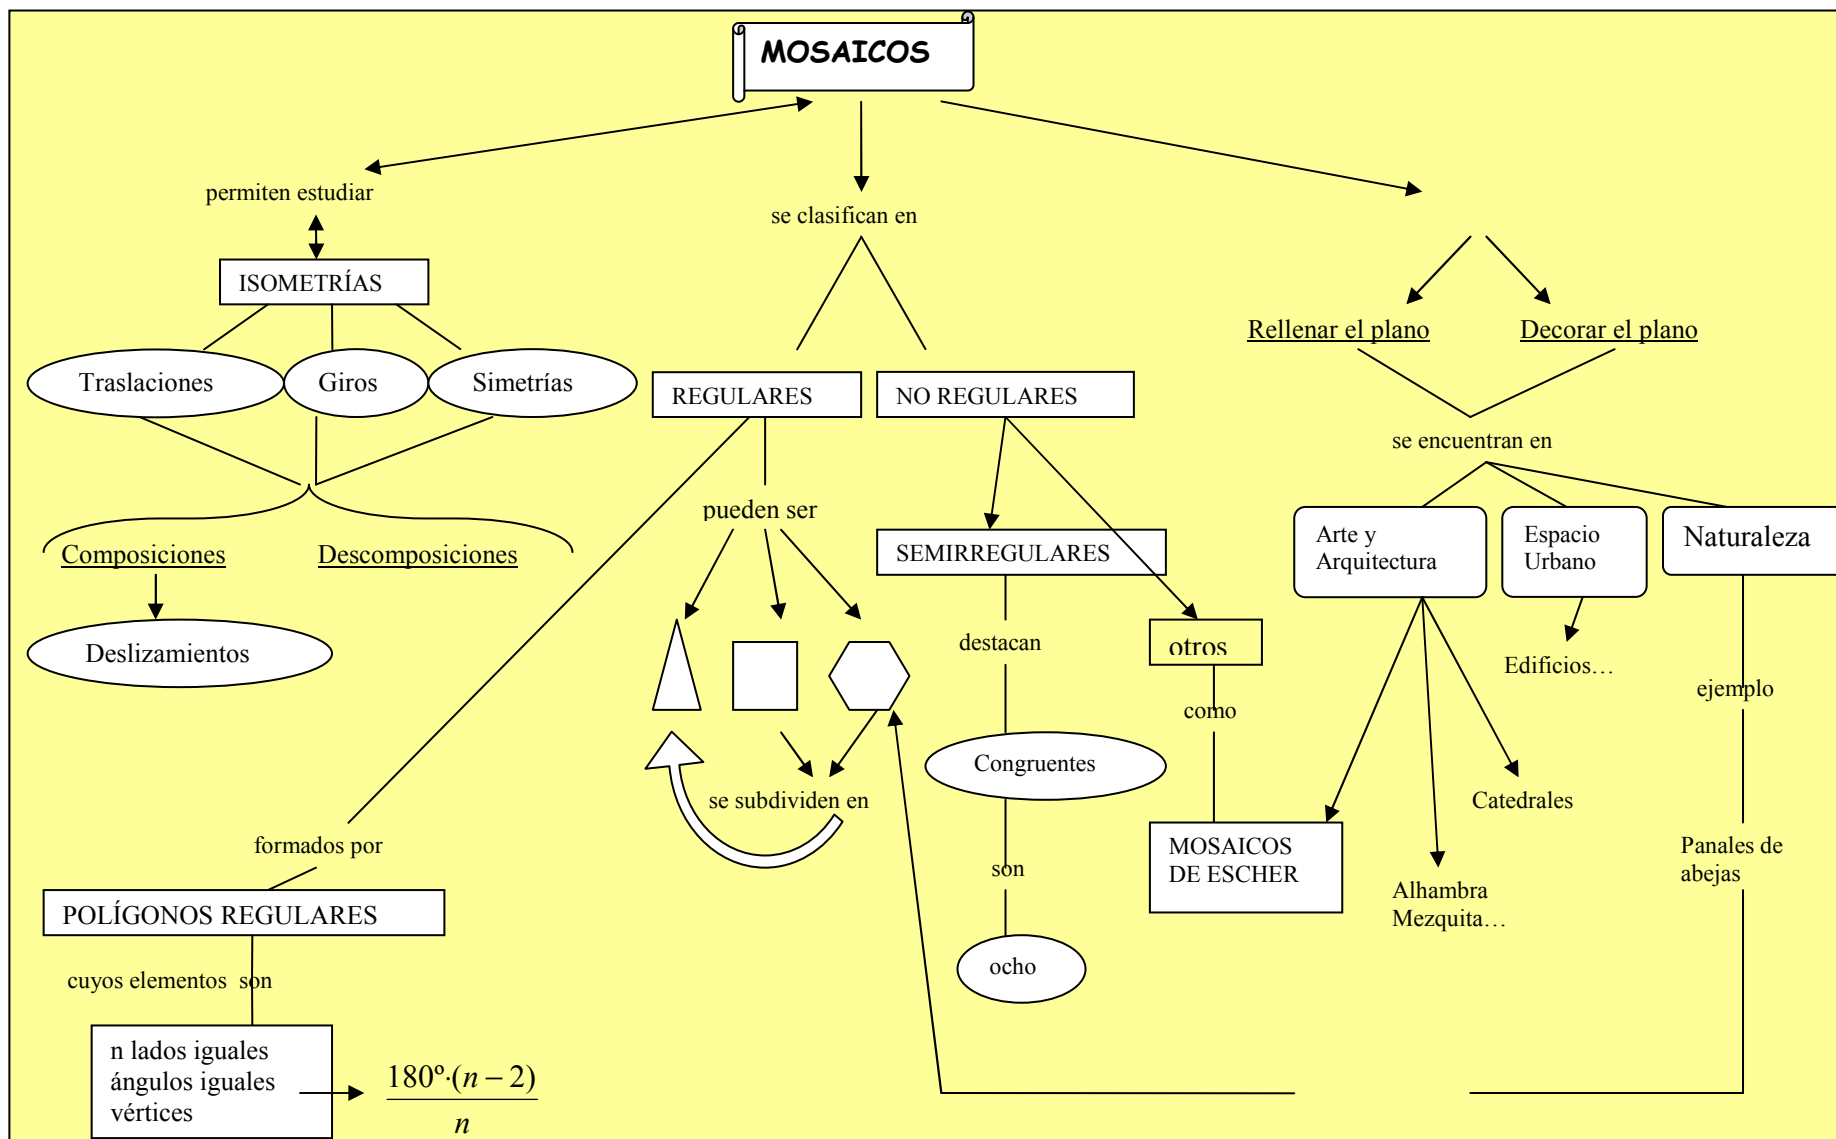 MOSAICOS
permiten estudiar
se clasifican en
ISOMETRÍAS
Rellenar el plano
Decorar el plano
Traslaciones
Giros
Simetrías
REGULARES
NO REGULARES
se encuentran en
pueden ser
Composiciones
Descomposiciones
SEMIRREGULARES
Arte y
Arquitectura
Espacio
Urbano
Naturaleza
Deslizamientos
destacan
otros
Edificios…
ejemplo
como
Congruentes
se subdividen en
Catedrales
formados por
son
MOSAICOS
DE ESCHER
Panales de
abejas
Alhambra
Mezquita…
POLÍGONOS REGULARES
cuyos elementos son
ocho
n lados iguales
ángulos iguales
vértices
180º·(n − 2)
n